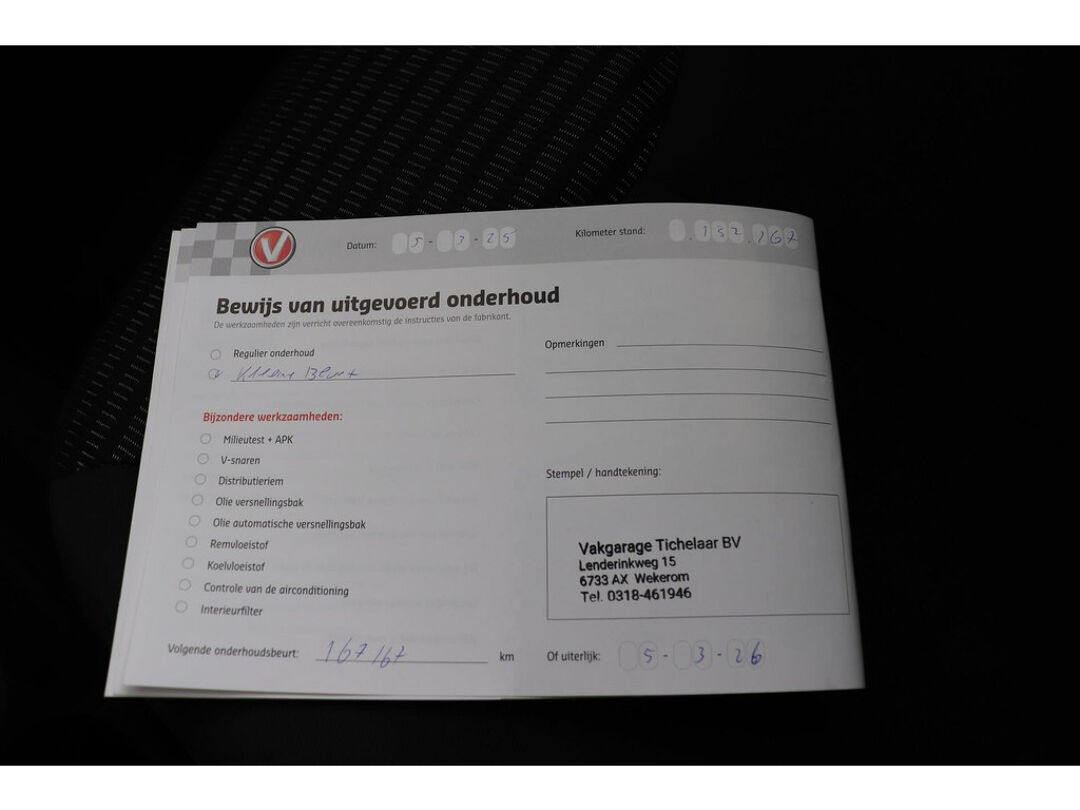 V
Datum: 5 - 3 - 25
Kilometer stand: 152.167
Bewijs van uitgevoerd onderhoud
De werkzaamheden zijn verricht overeenkomstig de instructies van de fabrikant.
Regulier onderhoud
Kleine Beurt
Opmerkingen
Bijzondere werkzaamheden:
Milieutest + APK
V-snaren
Distributieriem
Olie versnellingsbak
Olie automatische versnellingsbak
Remvloeistof
Koelvloeistof
Controle van de airconditioning
Interieurfilter
Stempel / handtekening:
Vakgarage Tichelaar BV
Lenderinkweg 15
6733 AX Wekerom
Tel. 0318-461946
Volgende onderhoudsbeurt: 167167 km
Of uiterlijk: 5 - 3 - 26